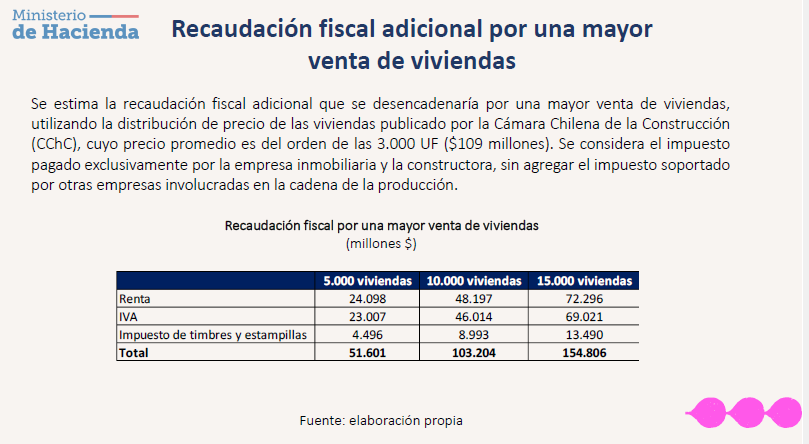 Ministerio
de Hacienda
Recaudación fiscal adicional por una mayor
venta de viviendas
Se estima la recaudación fiscal adicional que se desencadenaría por una mayor venta de viviendas,
utilizando la distribución de precio de las viviendas publicado por la Cámara Chilena de la Construcción
(CChC), cuyo precio promedio es del orden de las 3.000 UF ($109 millones). Se considera el impuesto
pagado exclusivamente por la empresa inmobiliaria y la constructora, sin agregar el impuesto soportado
por otras empresas involucradas en la cadena de la producción.
Recaudación fiscal por una mayor venta de viviendas
(millones $)
5.000 viviendas 10.000 viviendas 15.000 viviendas
Renta 24.098 48.197 72.296
IVA 23.007 46.014 69.021
Impuesto de timbres y estampillas 4.496 8.993 13.490
Total 51.601 103.204 154.806
Fuente: elaboración propia